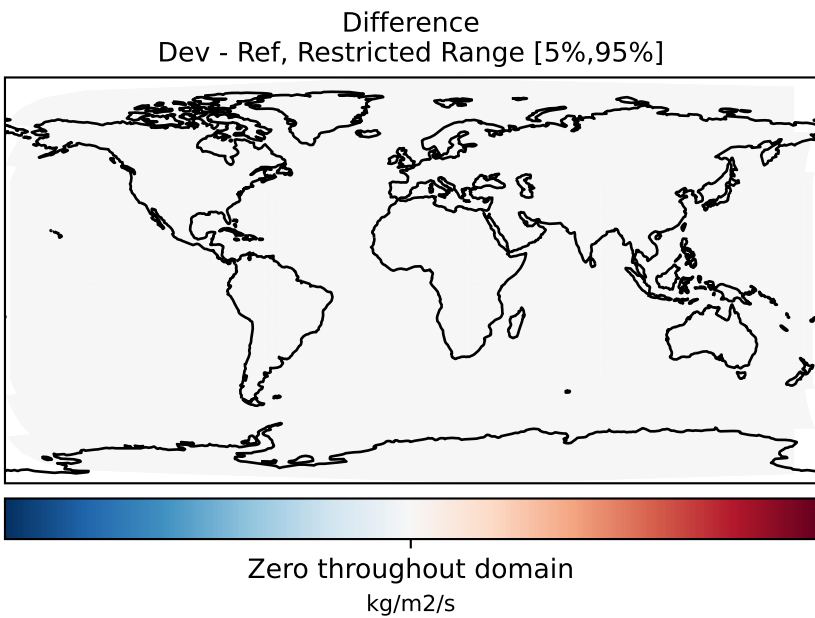 Difference
Dev - Ref, Restricted Range [5%,95%]
Zero throughout domain
kg/m2/s